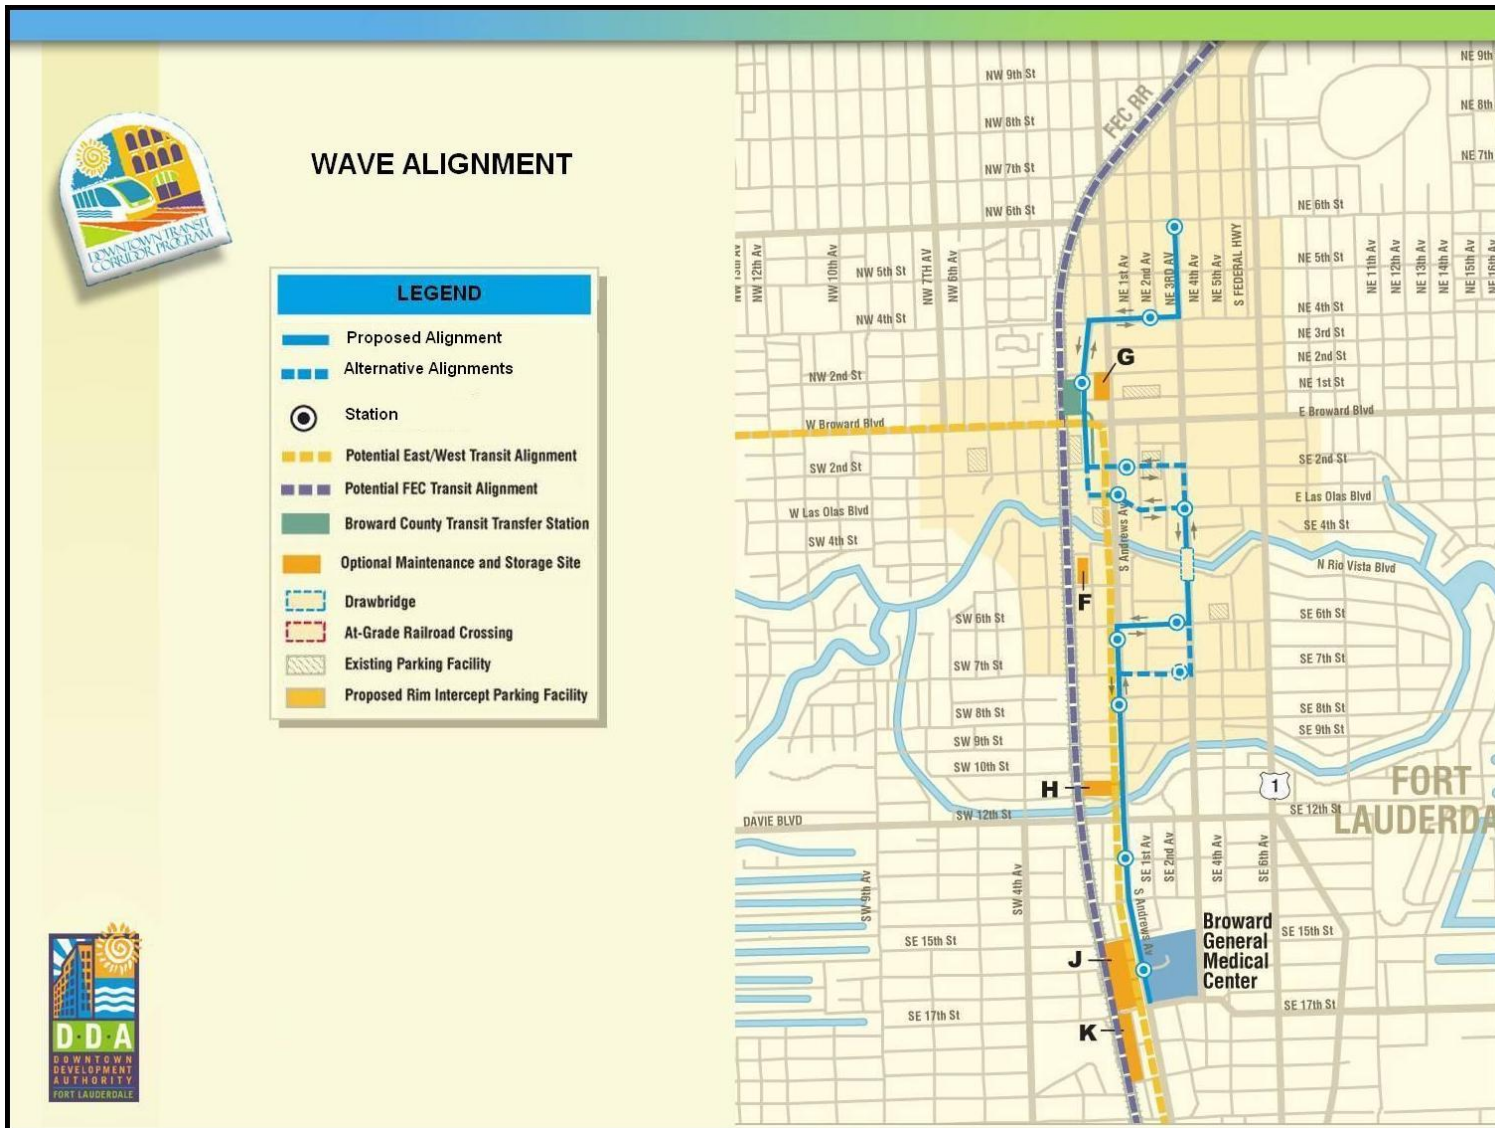 WAVE ALIGNMENT
DOWNTOWN TRANSIT
CORRIDOR PROGRAM
LEGEND
Proposed Alignment
Alternative Alignments
Station
Potential East/West Transit Alignment
Potential FEC Transit Alignment
Broward County Transit Transfer Station
Optional Maintenance and Storage Site
Drawbridge
At-Grade Railroad Crossing
Existing Parking Facility
Proposed Rim Intercept Parking Facility
D·D·A
DOWNTOWN
DEVELOPMENT
AUTHORITY
FORT LAUDERDALE
NW 9th St
NE 9th
FEC RR
NE 8th
NW 8th St
NE 7th
NW 7th St
NW 6th St
NE 6th St
NW 12th Av
NW 10th Av
NW 5th St
NW 7TH AV
NW 6th Av
NE 1st Av
NE 2nd Av
NE 3RD AV
NE 4th Av
NE 5th Av
S FEDERAL HWY
NE 5th St
NE 11th Av
NE 12th Av
NE 13th Av
NE 14th Av
NE 15th Av
NE 16th Av
NW 4th St
NE 4th St
NE 3rd St
NE 2nd St
G
NW 2nd St
NE 1st St
W Broward Blvd
E Broward Blvd
SW 2nd St
SE 2nd St
E Las Olas Blvd
W Las Olas Blvd
SE 4th St
SW 4th St
S Andrews Av
N Rio Vista Blvd
F
SW 6th St
SE 6th St
SW 7th St
SE 7th St
SW 8th St
SE 8th St
SW 9th St
SE 9th St
SW 10th St
H
1
FORT
LAUDERDA
SW 12th St
SE 12th St
DAVIE BLVD
SW 9th Av
SW 4th Av
SE 1st Av
SE 2nd Av
SE 4th Av
SE 6th Av
S Andrews Av
Broward
General
Medical
Center
SE 15th St
SE 15th St
J
SE 17th St
SE 17th St
K